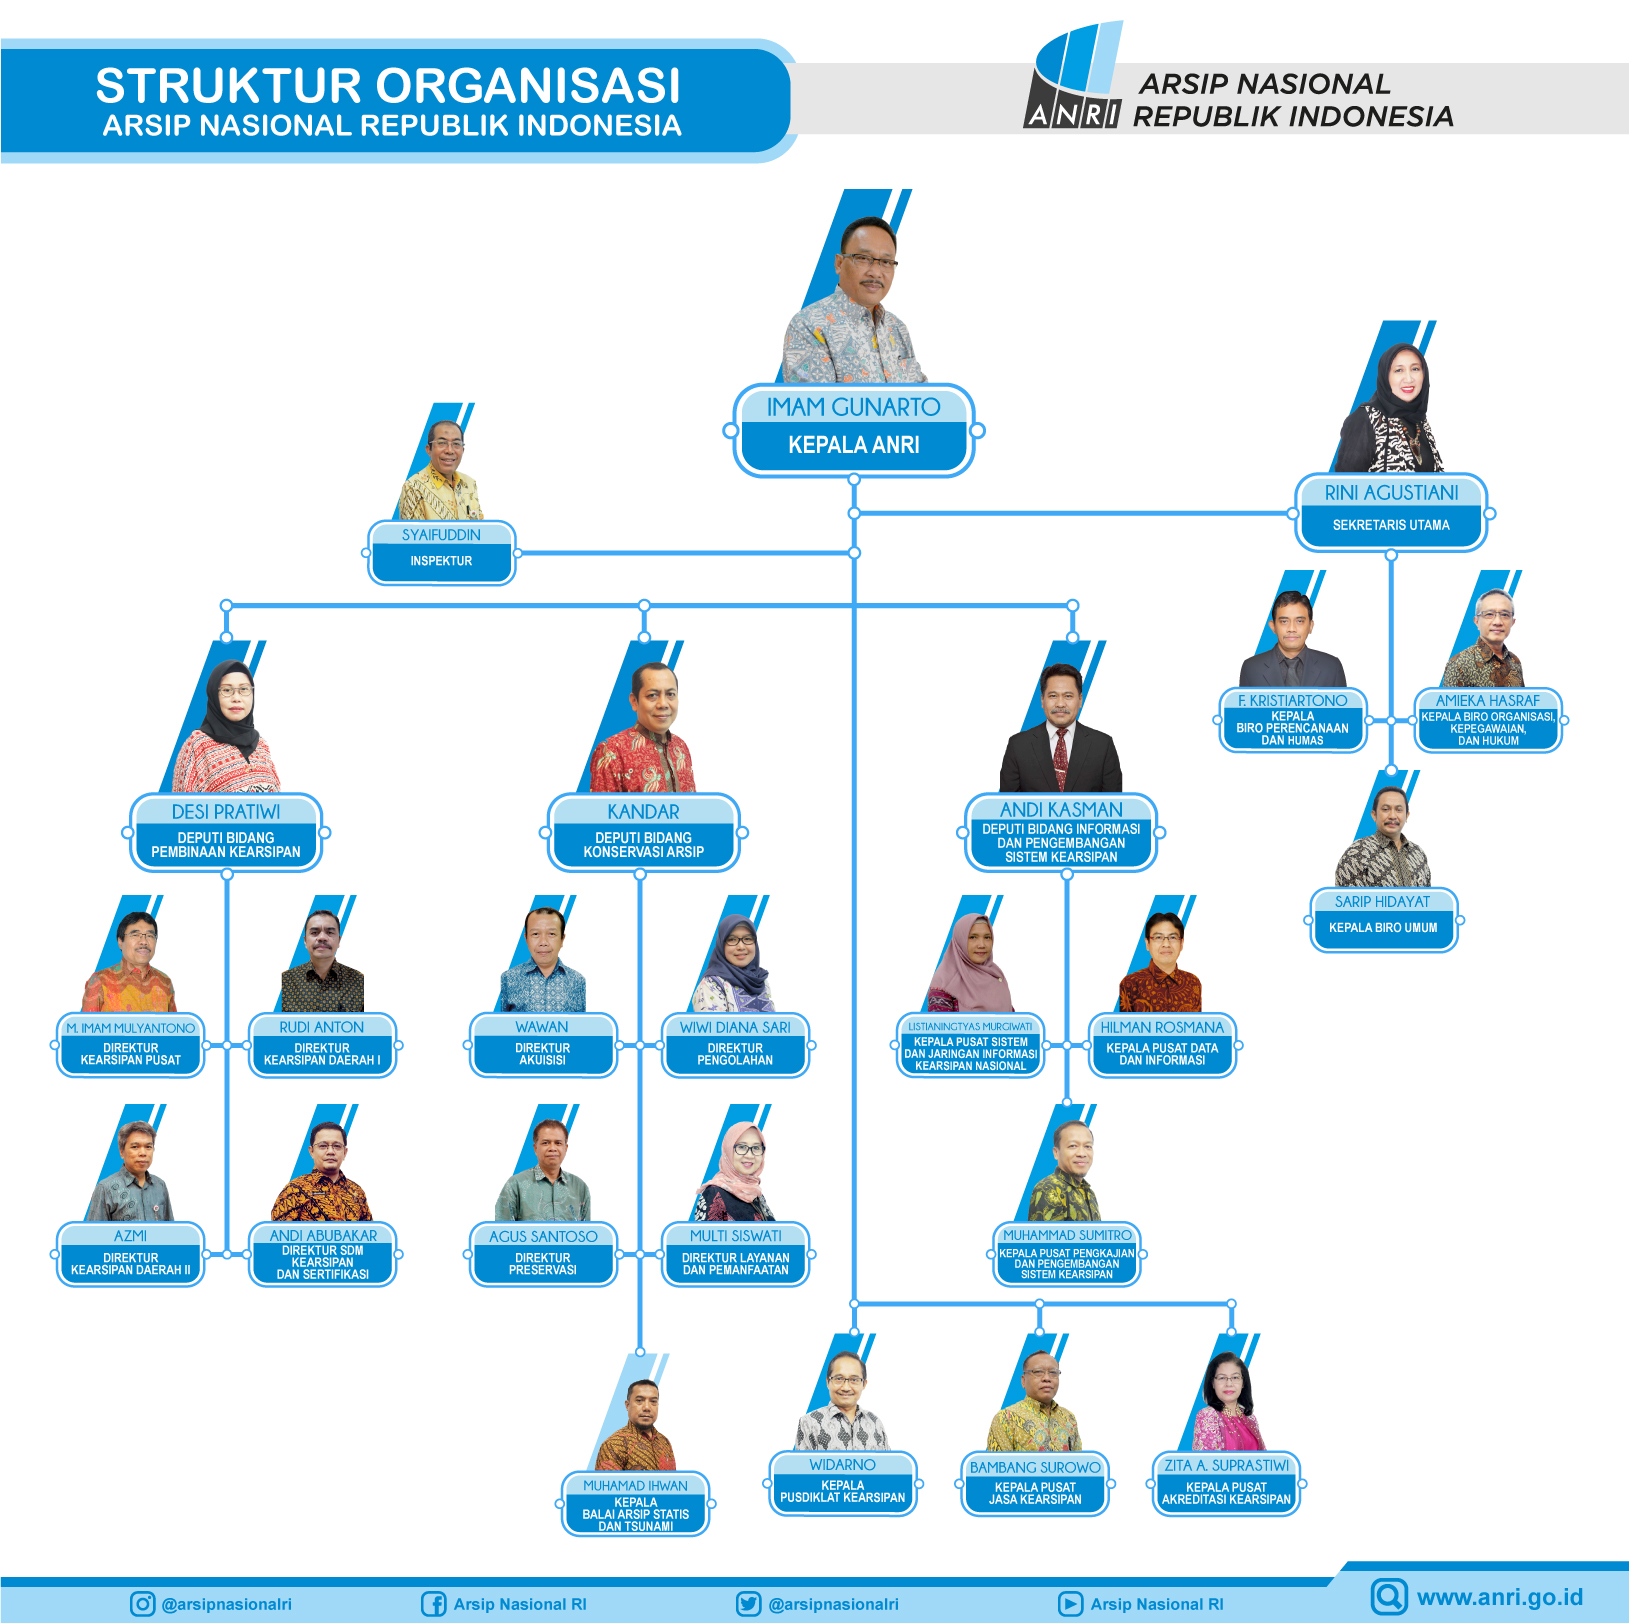 STRUKTUR ORGANISASI
ARSIP NASIONAL REPUBLIK INDONESIA
ANRI
ARSIP NASIONAL
REPUBLIK INDONESIA
IMAM GUNARTO
KEPALA ANRI
RINI AGUSTIANI
SEKRETARIS UTAMA
SYAIFUDDIN
INSPEKTUR
F. KRISTIARTONO
KEPALA
BIRO PERENCANAAN
DAN HUMAS
AMIEKA HASRAF
KEPALA BIRO ORGANISASI,
KEPEGAWAIAN,
DAN HUKUM
SARIP HIDAYAT
KEPALA BIRO UMUM
DESI PRATIWI
DEPUTI BIDANG
PEMBINAAN KEARSIPAN
KANDAR
DEPUTI BIDANG
KONSERVASI ARSIP
ANDI KASMAN
DEPUTI BIDANG INFORMASI
DAN PENGEMBANGAN
SISTEM KEARSIPAN
M. IMAM MULYANTONO
DIREKTUR
KEARSIPAN PUSAT
RUDI ANTON
DIREKTUR
KEARSIPAN DAERAH I
WAWAN
DIREKTUR
AKUISISI
WIWI DIANA SARI
DIREKTUR
PENGOLAHAN
LISTIANINGTYAS MURGIWATI
KEPALA PUSAT SISTEM
DAN JARINGAN INFORMASI
KEARSIPAN NASIONAL
HILMAN ROSMANA
KEPALA PUSAT DATA
DAN INFORMASI
AZMI
DIREKTUR
KEARSIPAN DAERAH II
ANDI ABUBAKAR
DIREKTUR SDM
KEARSIPAN
DAN SERTIFIKASI
AGUS SANTOSO
DIREKTUR
PRESERVASI
MULTI SISWATI
DIREKTUR LAYANAN
DAN PEMANFAATAN
MUHAMMAD SUMITRO
KEPALA PUSAT PENGKAJIAN
DAN PENGEMBANGAN
SISTEM KEARSIPAN
MUHAMAD IHWAN
KEPALA
BALAI ARSIP STATIS
DAN TSUNAMI
WIDARNO
KEPALA
PUSDIKLAT KEARSIPAN
BAMBANG SUROWO
KEPALA PUSAT
JASA KEARSIPAN
ZITA A. SUPRASTIWI
KEPALA PUSAT
AKREDITASI KEARSIPAN
@arsipnasionalri
Arsip Nasional RI
@arsipnasionalri
Arsip Nasional RI
www.anri.go.id